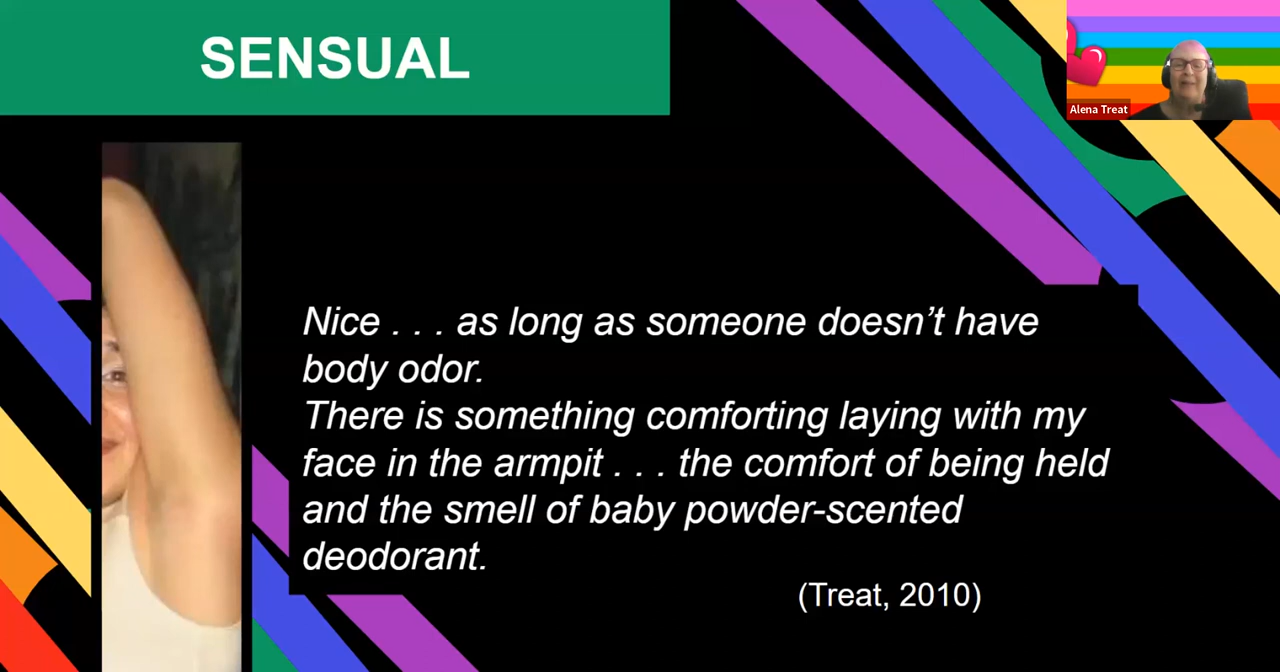 SENSUAL
Alena Treat
Nice . . . as long as someone doesn’t have
body odor.
There is something comforting laying with my
face in the armpit . . . the comfort of being held
and the smell of baby powder-scented
deodorant.
(Treat, 2010)